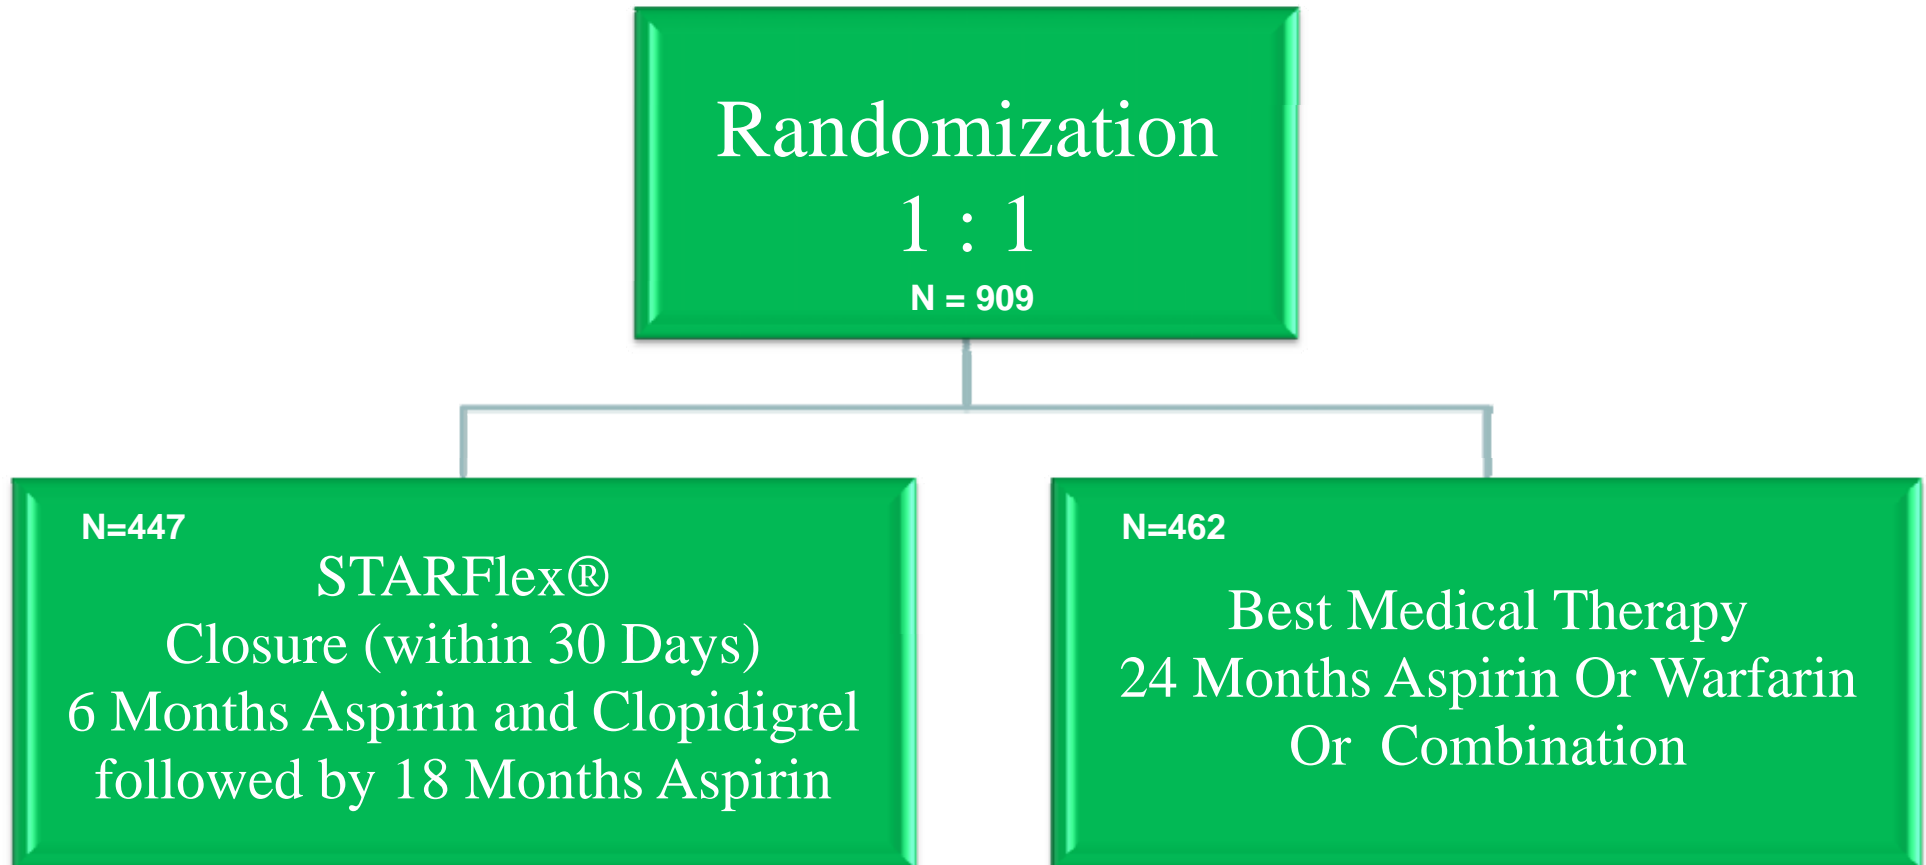 Randomization
1 : 1
N = 909
N=447
STARFlex®
Closure (within 30 Days)
6 Months Aspirin and Clopidigrel
followed by 18 Months Aspirin
N=462
Best Medical Therapy
24 Months Aspirin Or Warfarin
Or Combination